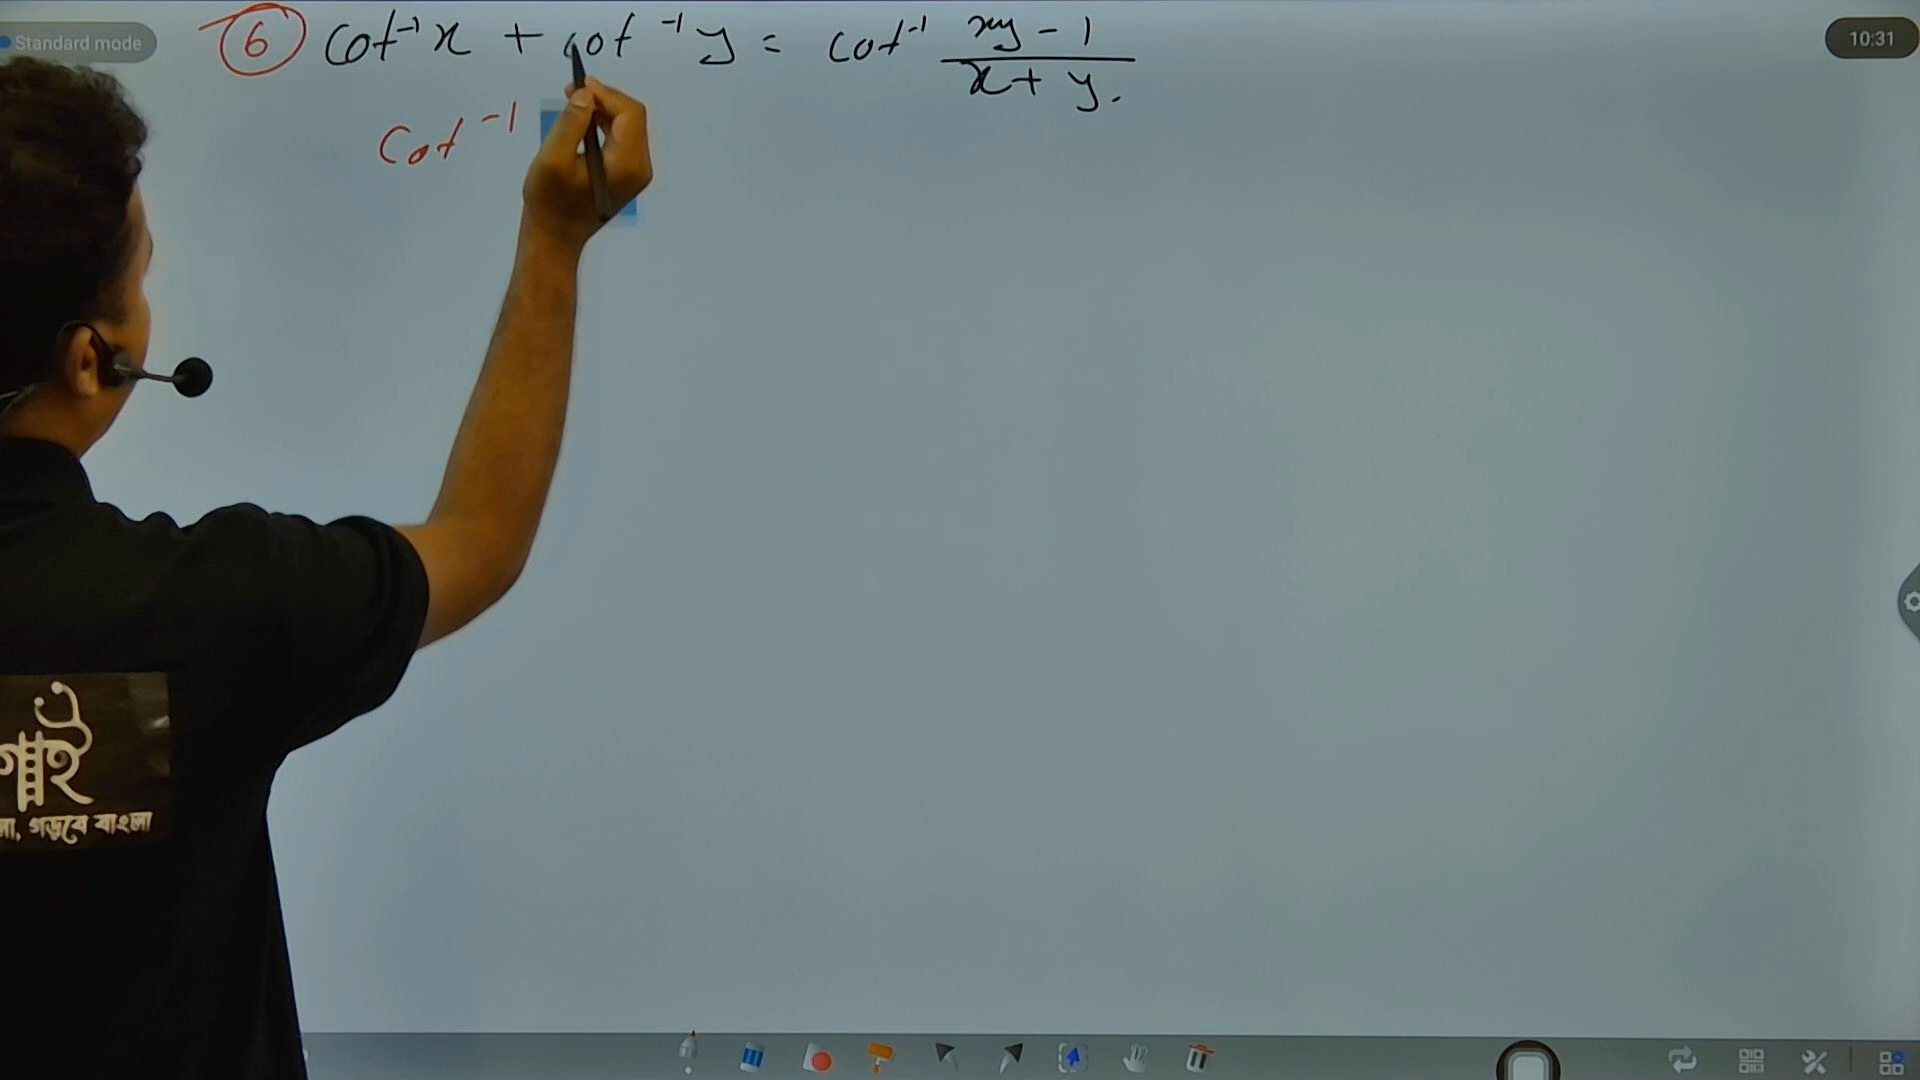 Standard mode
10:31
⑥ cot⁻¹x + cot⁻¹y = cot⁻¹ (xy - 1)/(x + y).
cot⁻¹
লা, গড়বে বাংলা